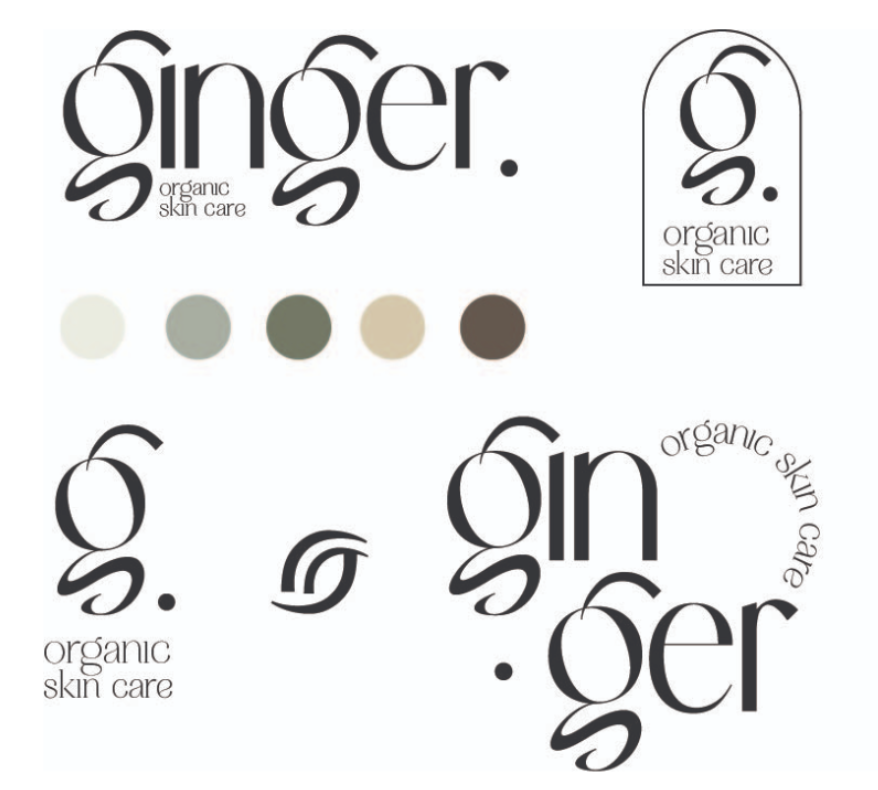 ginger.
organic
skin care
g.
organic
skin care
g.
organic
skin care
gin
organic skin care
.ger